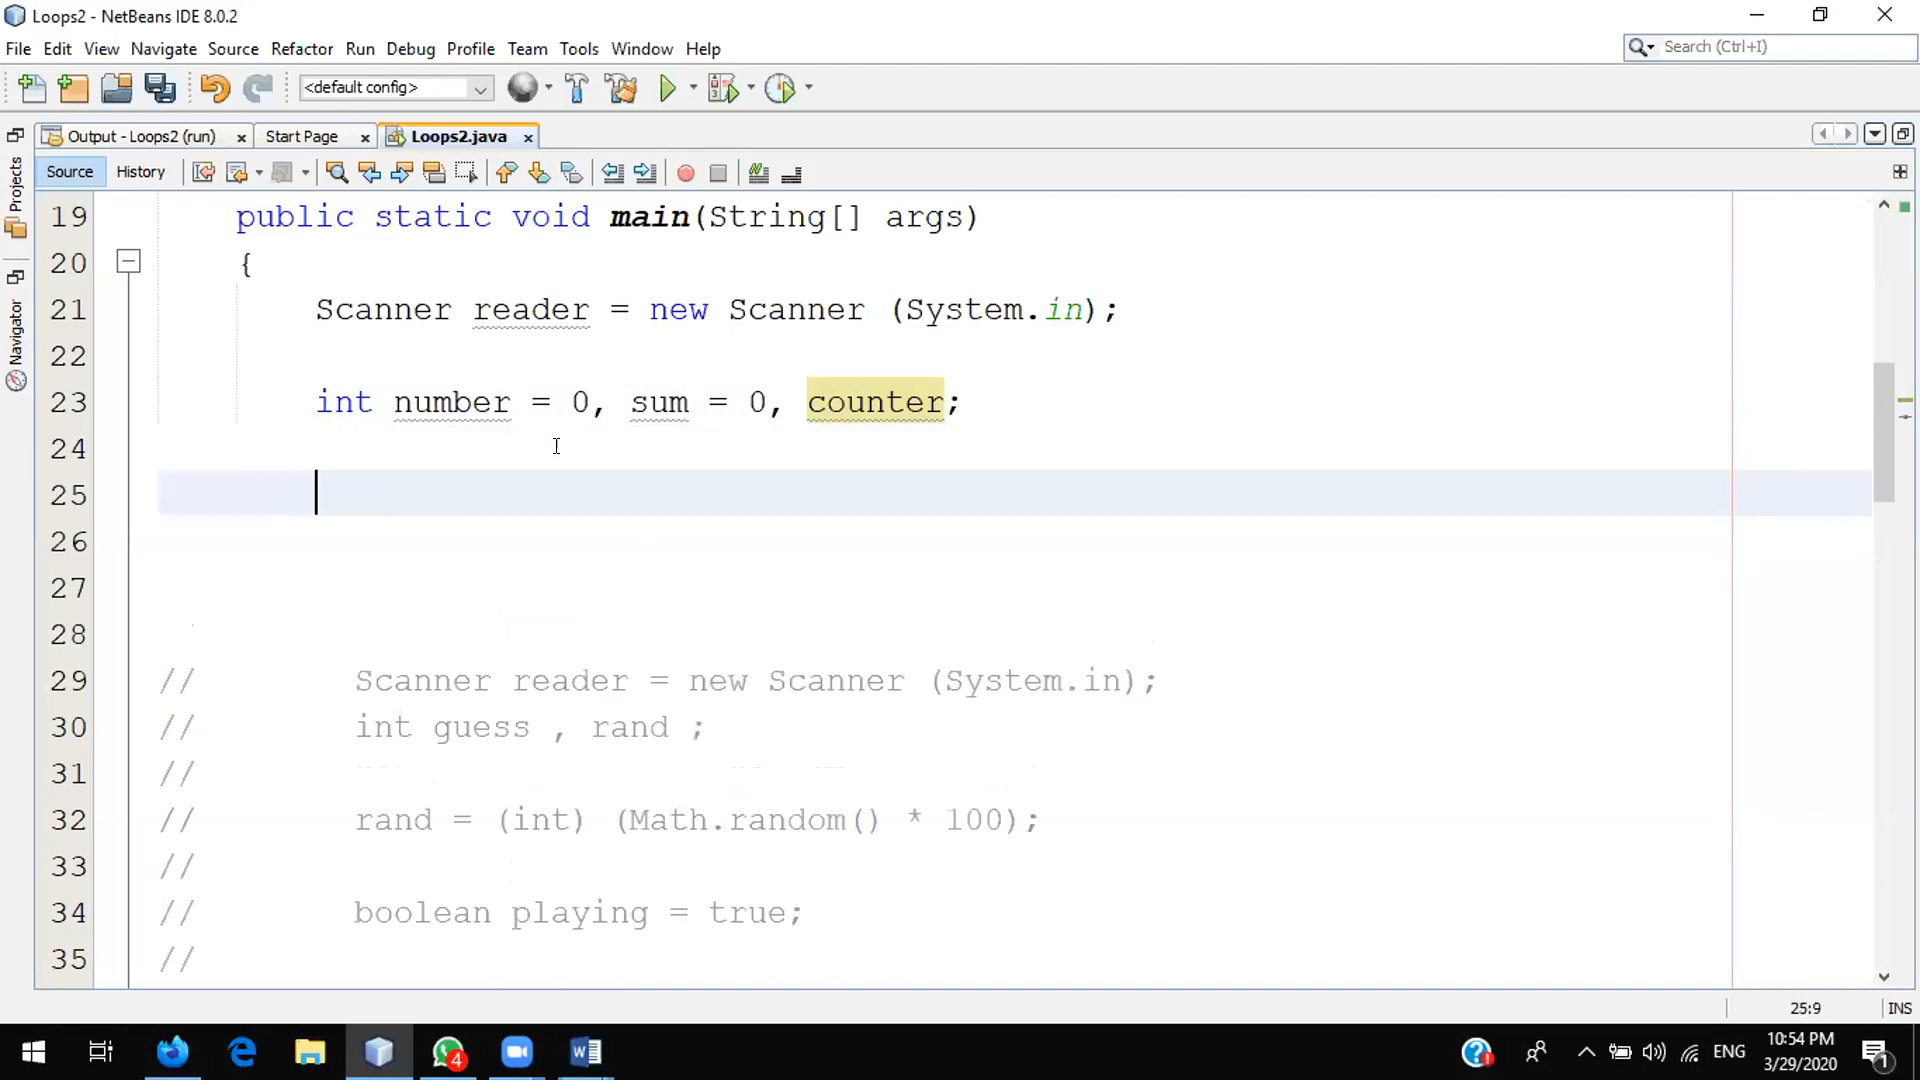 Loops2 - NetBeans IDE 8.0.2
File Edit View Navigate Source Refactor Run Debug Profile Team Tools Window Help
Search (Ctrl+I)
<default config>
Output - Loops2 (run) Start Page Loops2.java
Source History
Projects
Navigator
19 public static void main(String[] args)
20 {
21 Scanner reader = new Scanner (System.in);
22
23 int number = 0, sum = 0, counter;
24
25
26
27
28
29 // Scanner reader = new Scanner (System.in);
30 // int guess , rand ;
31 //
32 // rand = (int) (Math.random() * 100);
33 //
34 // boolean playing = true;
35 //
25:9 INS
4
ENG
10:54 PM
3/29/2020
1